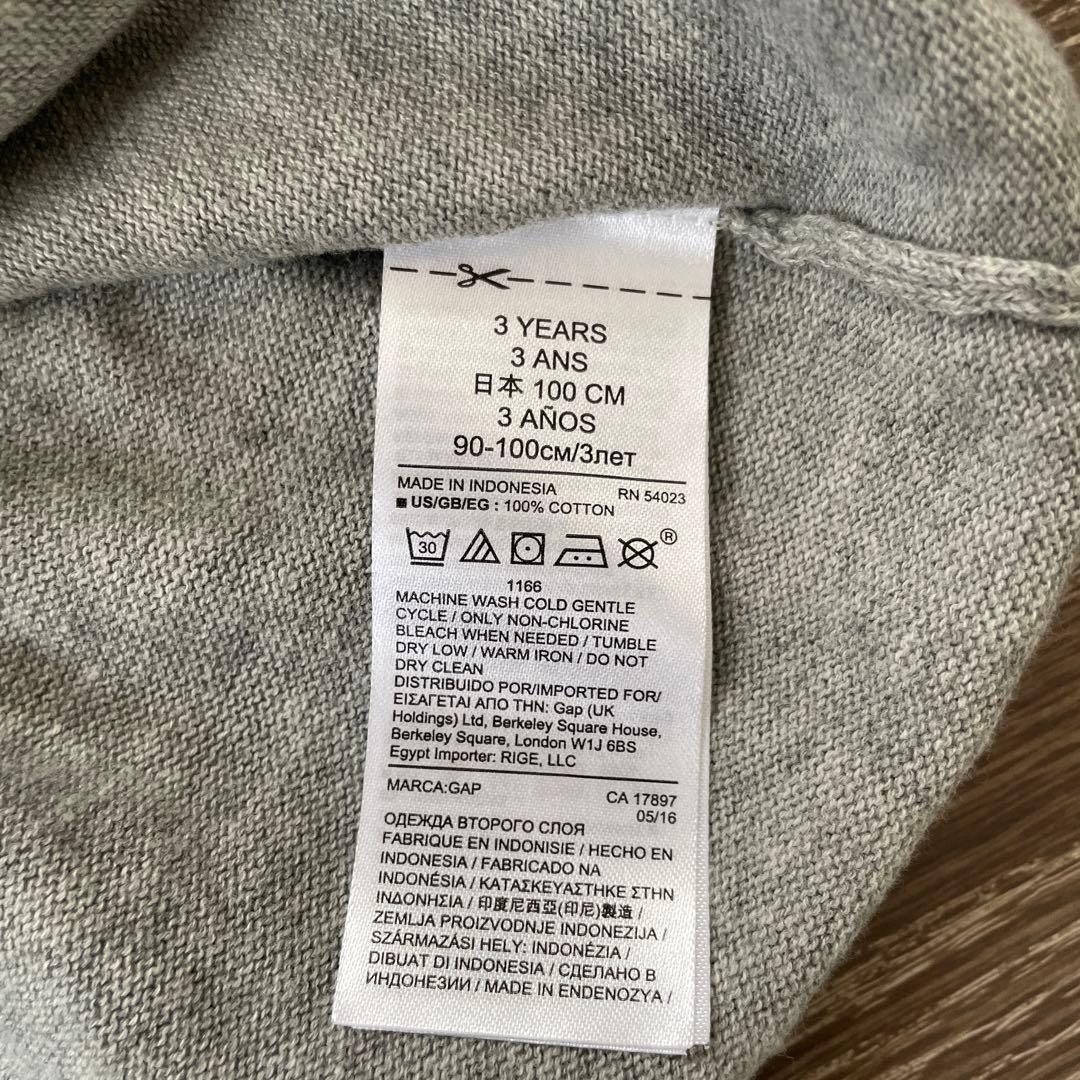 3 YEARS
3 ANS
日本 100 CM
3 AÑOS
90-100см/3лет
MADE IN INDONESIA RN 54023
■ US/GB/EG : 100% COTTON
30 ®
1166
MACHINE WASH COLD GENTLE
CYCLE / ONLY NON-CHLORINE
BLEACH WHEN NEEDED / TUMBLE
DRY LOW / WARM IRON / DO NOT
DRY CLEAN
DISTRIBUIDO POR/IMPORTED FOR/
ΕΙΣΑΓΕΤΑΙ ΑΠΟ ΤΗΝ: Gap (UK
Holdings) Ltd, Berkeley Square House,
Berkeley Square, London W1J 6BS
Egypt Importer: RIGE, LLC
MARCA:GAP CA 17897
05/16
ОДЕЖДА ВТОРОГО СЛОЯ
FABRIQUE EN INDONISIE / HECHO EN
INDONESIA / FABRICADO NA
INDONÉSIA / ΚΑΤΑΣΚΕΥΑΣΤΗΚΕ ΣΤΗΝ
ΙΝΔΟΝΗΣΙΑ / 印度尼西亞(印尼)製造 /
ZEMLJA PROIZVODNJE INDONEZIJA /
SZÁRMAZÁSI HELY: INDONÉZIA /
DIBUAT DI INDONESIA / СДЕЛАНО В
ИНДОНЕЗИИ / MADE IN ENDENOZYA /